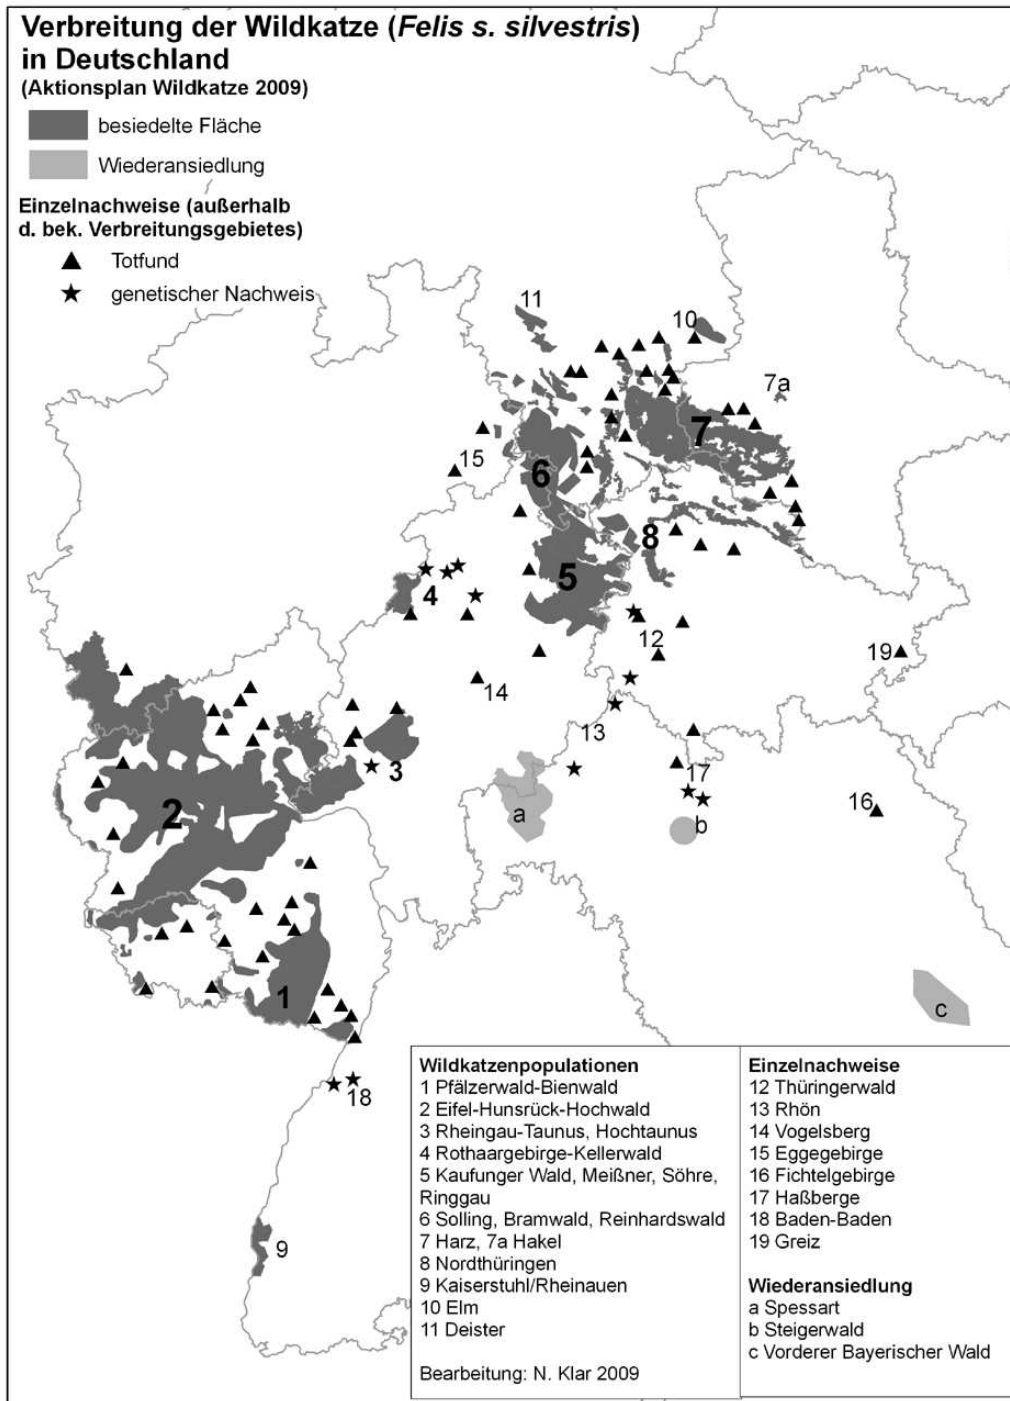 Verbreitung der Wildkatze (Felis s. silvestris)
in Deutschland
(Aktionsplan Wildkatze 2009)
besiedelte Fläche
Wiederansiedlung
Einzelnachweise (außerhalb
d. bek. Verbreitungsgebietes)
Totfund
genetischer Nachweis
11
10
7a
7
15
6
8
5
4
12
19
14
13
3
17
16
2
a
b
c
1
18
9
Wildkatzenpopulationen
1 Pfälzerwald-Bienwald
2 Eifel-Hunsrück-Hochwald
3 Rheingau-Taunus, Hochtaunus
4 Rothaargebirge-Kellerwald
5 Kaufunger Wald, Meißner, Söhre,
Ringgau
6 Solling, Bramwald, Reinhardswald
7 Harz, 7a Hakel
8 Nordthüringen
9 Kaiserstuhl/Rheinauen
10 Elm
11 Deister
Bearbeitung: N. Klar 2009
Einzelnachweise
12 Thüringerwald
13 Rhön
14 Vogelsberg
15 Eggegebirge
16 Fichtelgebirge
17 Haßberge
18 Baden-Baden
19 Greiz
Wiederansiedlung
a Spessart
b Steigerwald
c Vorderer Bayerischer Wald